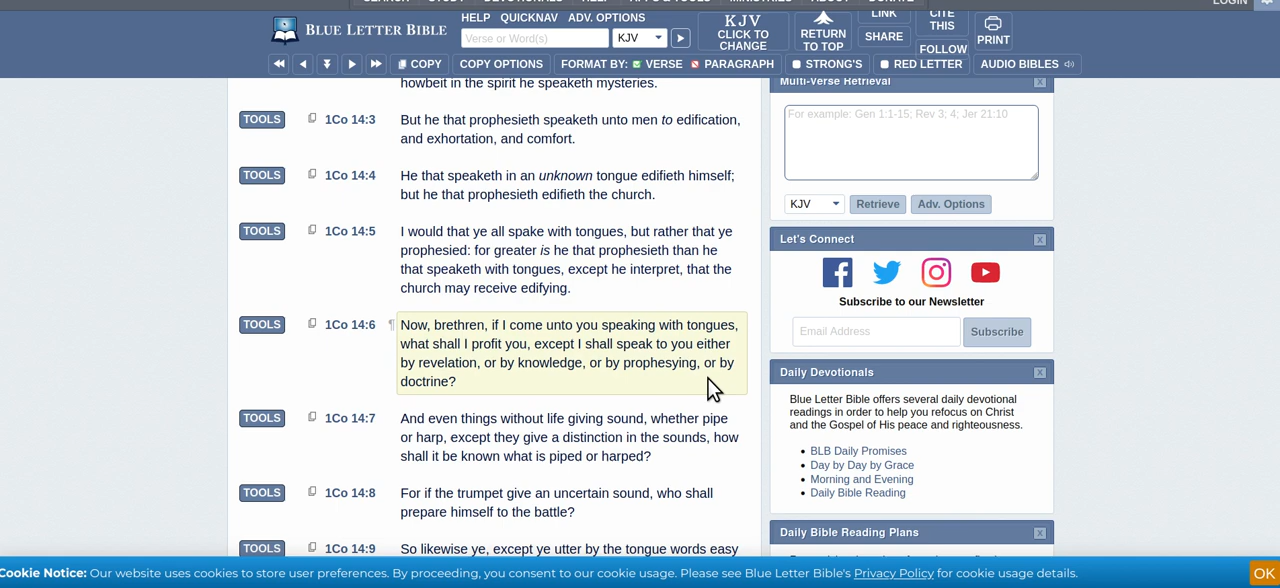 SEARCH STUDY DEVOTIONALS HELP APPS & TOOLS MINISTRIES ABOUT DONATE
LOGIN
BLUE LETTER BIBLE
HELP QUICKNAV ADV. OPTIONS
Verse or Word(s)
KJV
KJV
CLICK TO
CHANGE
RETURN
TO TOP
LINK
SHARE
CITE
THIS
FOLLOW
PRINT
COPY
COPY OPTIONS
FORMAT BY: VERSE PARAGRAPH
STRONG'S
RED LETTER
AUDIO BIBLES
howbeit in the spirit he speaketh mysteries.
TOOLS 1Co 14:3 But he that prophesieth speaketh unto men to edification,
and exhortation, and comfort.
TOOLS 1Co 14:4 He that speaketh in an unknown tongue edifieth himself;
but he that prophesieth edifieth the church.
TOOLS 1Co 14:5 I would that ye all spake with tongues, but rather that ye
prophesied: for greater is he that prophesieth than he
that speaketh with tongues, except he interpret, that the
church may receive edifying.
TOOLS 1Co 14:6 ¶ Now, brethren, if I come unto you speaking with tongues,
what shall I profit you, except I shall speak to you either
by revelation, or by knowledge, or by prophesying, or by
doctrine?
TOOLS 1Co 14:7 And even things without life giving sound, whether pipe
or harp, except they give a distinction in the sounds, how
shall it be known what is piped or harped?
TOOLS 1Co 14:8 For if the trumpet give an uncertain sound, who shall
prepare himself to the battle?
TOOLS 1Co 14:9 So likewise ye, except ye utter by the tongue words easy
Multi-Verse Retrieval X
For example: Gen 1:1-15; Rev 3; 4; Jer 21:10
KJV Retrieve Adv. Options
Let's Connect X
Subscribe to our Newsletter
Email Address Subscribe
Daily Devotionals X
Blue Letter Bible offers several daily devotional
readings in order to help you refocus on Christ
and the Gospel of His peace and righteousness.
• BLB Daily Promises
• Day by Day by Grace
• Morning and Evening
• Daily Bible Reading
Daily Bible Reading Plans X
Cookie Notice: Our website uses cookies to store user preferences. By proceeding, you consent to our cookie usage. Please see Blue Letter Bible's Privacy Policy for cookie usage details.
OK